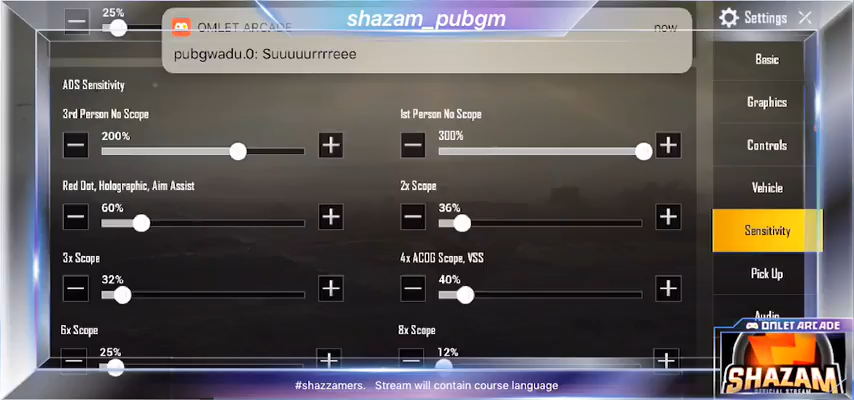 25%
shazam_pubgm
OMLET ARCADE
now
pubgwadu.0: Suuuuurrrreee
Settings
Basic
Graphics
Controls
Vehicle
Sensitivity
Pick Up
Audio
ADS Sensitivity
3rd Person No Scope
200%
1st Person No Scope
300%
Red Dot, Holographic, Aim Assist
60%
2x Scope
36%
3x Scope
32%
4x ACOG Scope, VSS
40%
6x Scope
25%
8x Scope
12%
OMLET ARCADE
SHAZAM
OFFICIAL STREAM
#shazzamers. Stream will contain course language